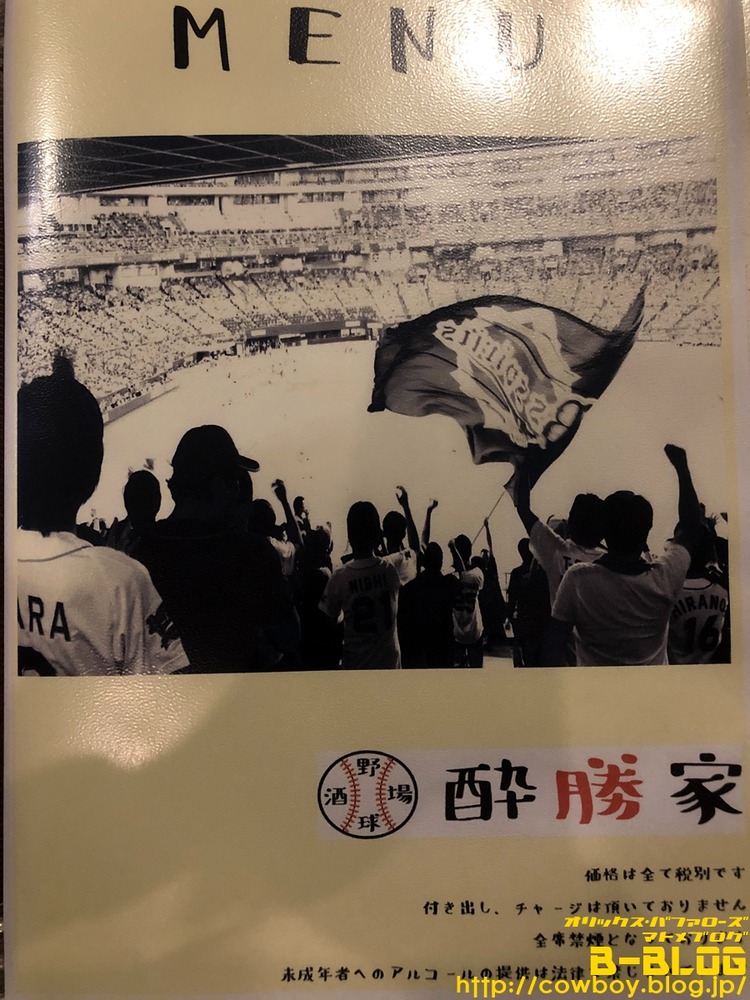 MENU
Bs
ARA
NISHI
21
HIRANO
16
野
酒 場
球
酔勝家
価格は全て税別です
付き出し、チャージは頂いておりません
全席禁煙とな
未成年者へのアルコールの提供は法律
オリックス・バファローズ
マトメブログ
B-BLOG
http://cowboy.blog.jp/